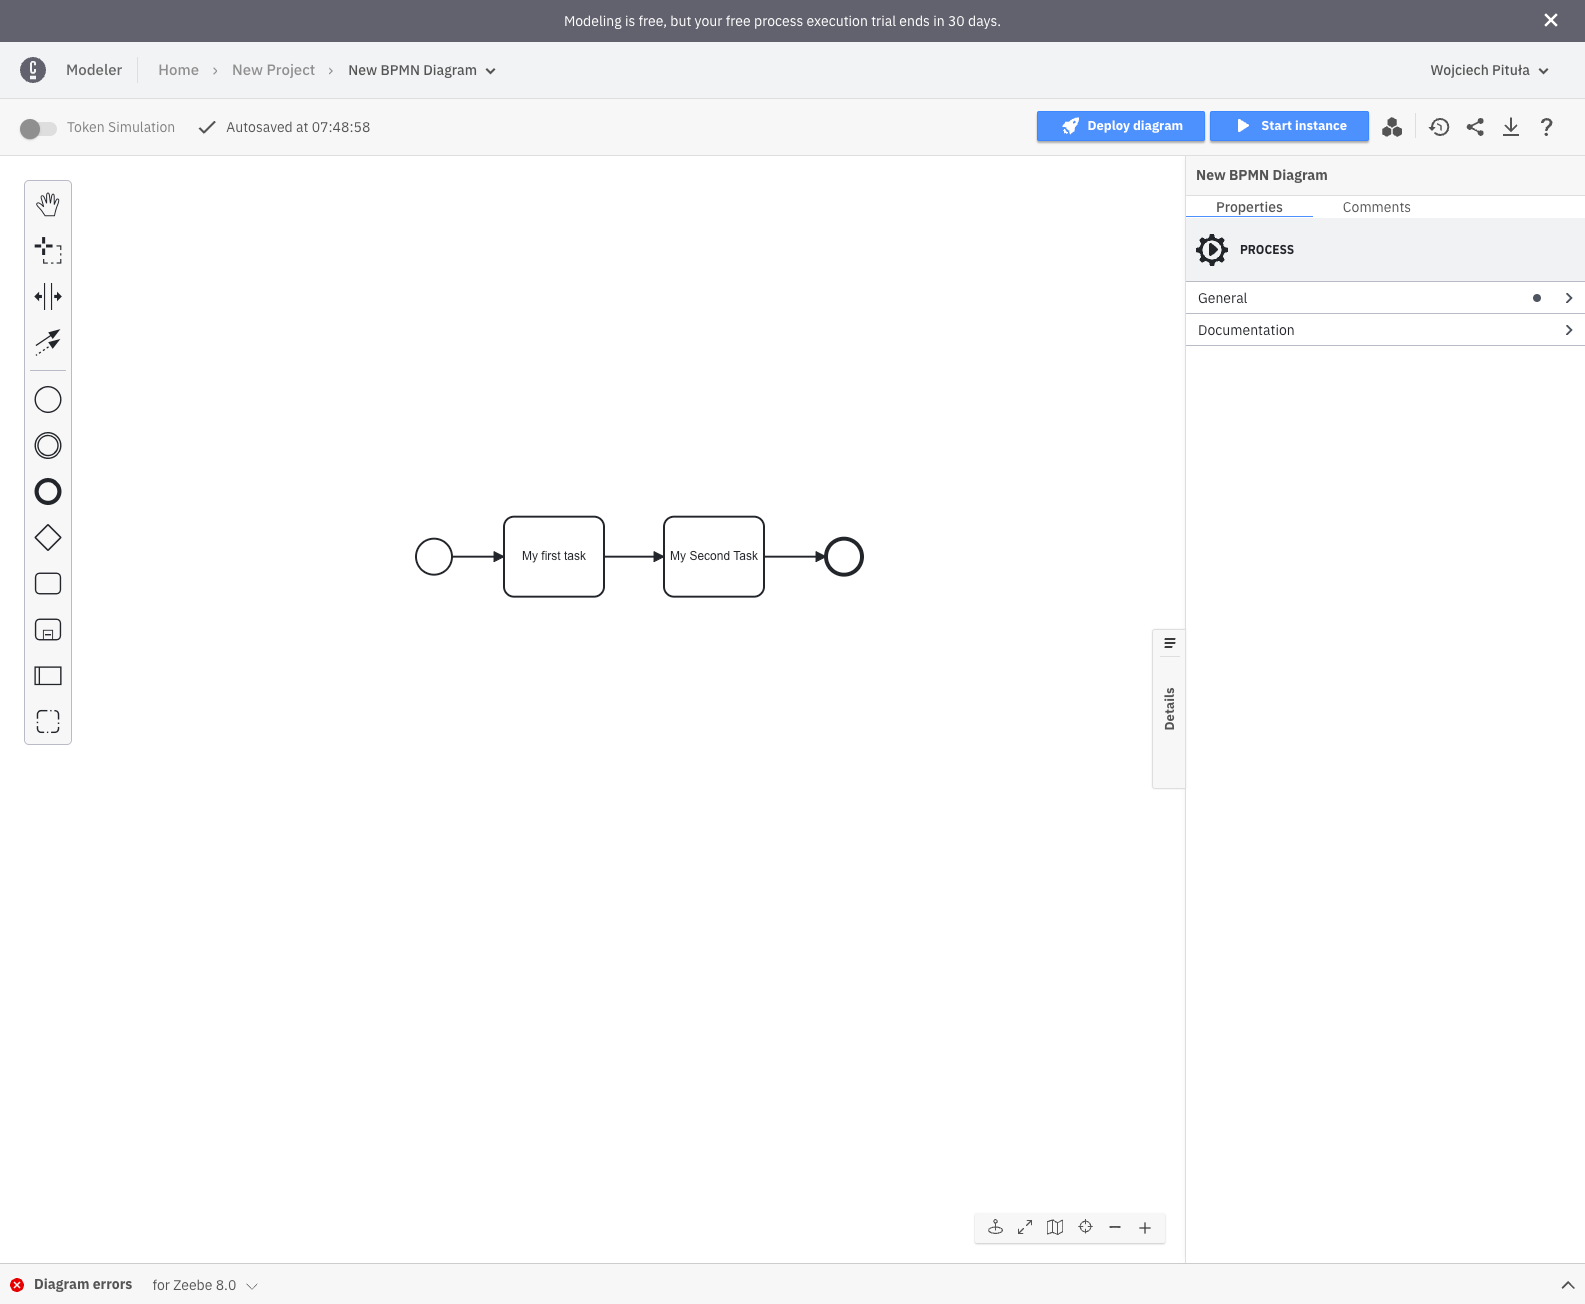 Modeling is free, but your free process execution trial ends in 30 days.
Modeler Home › New Project › New BPMN Diagram
Wojciech Pituła
Token Simulation
Autosaved at 07:48:58
Deploy diagram
Start instance
New BPMN Diagram
Properties Comments
PROCESS
General
Documentation
My first task
My Second Task
Details
Diagram errors for Zeebe 8.0